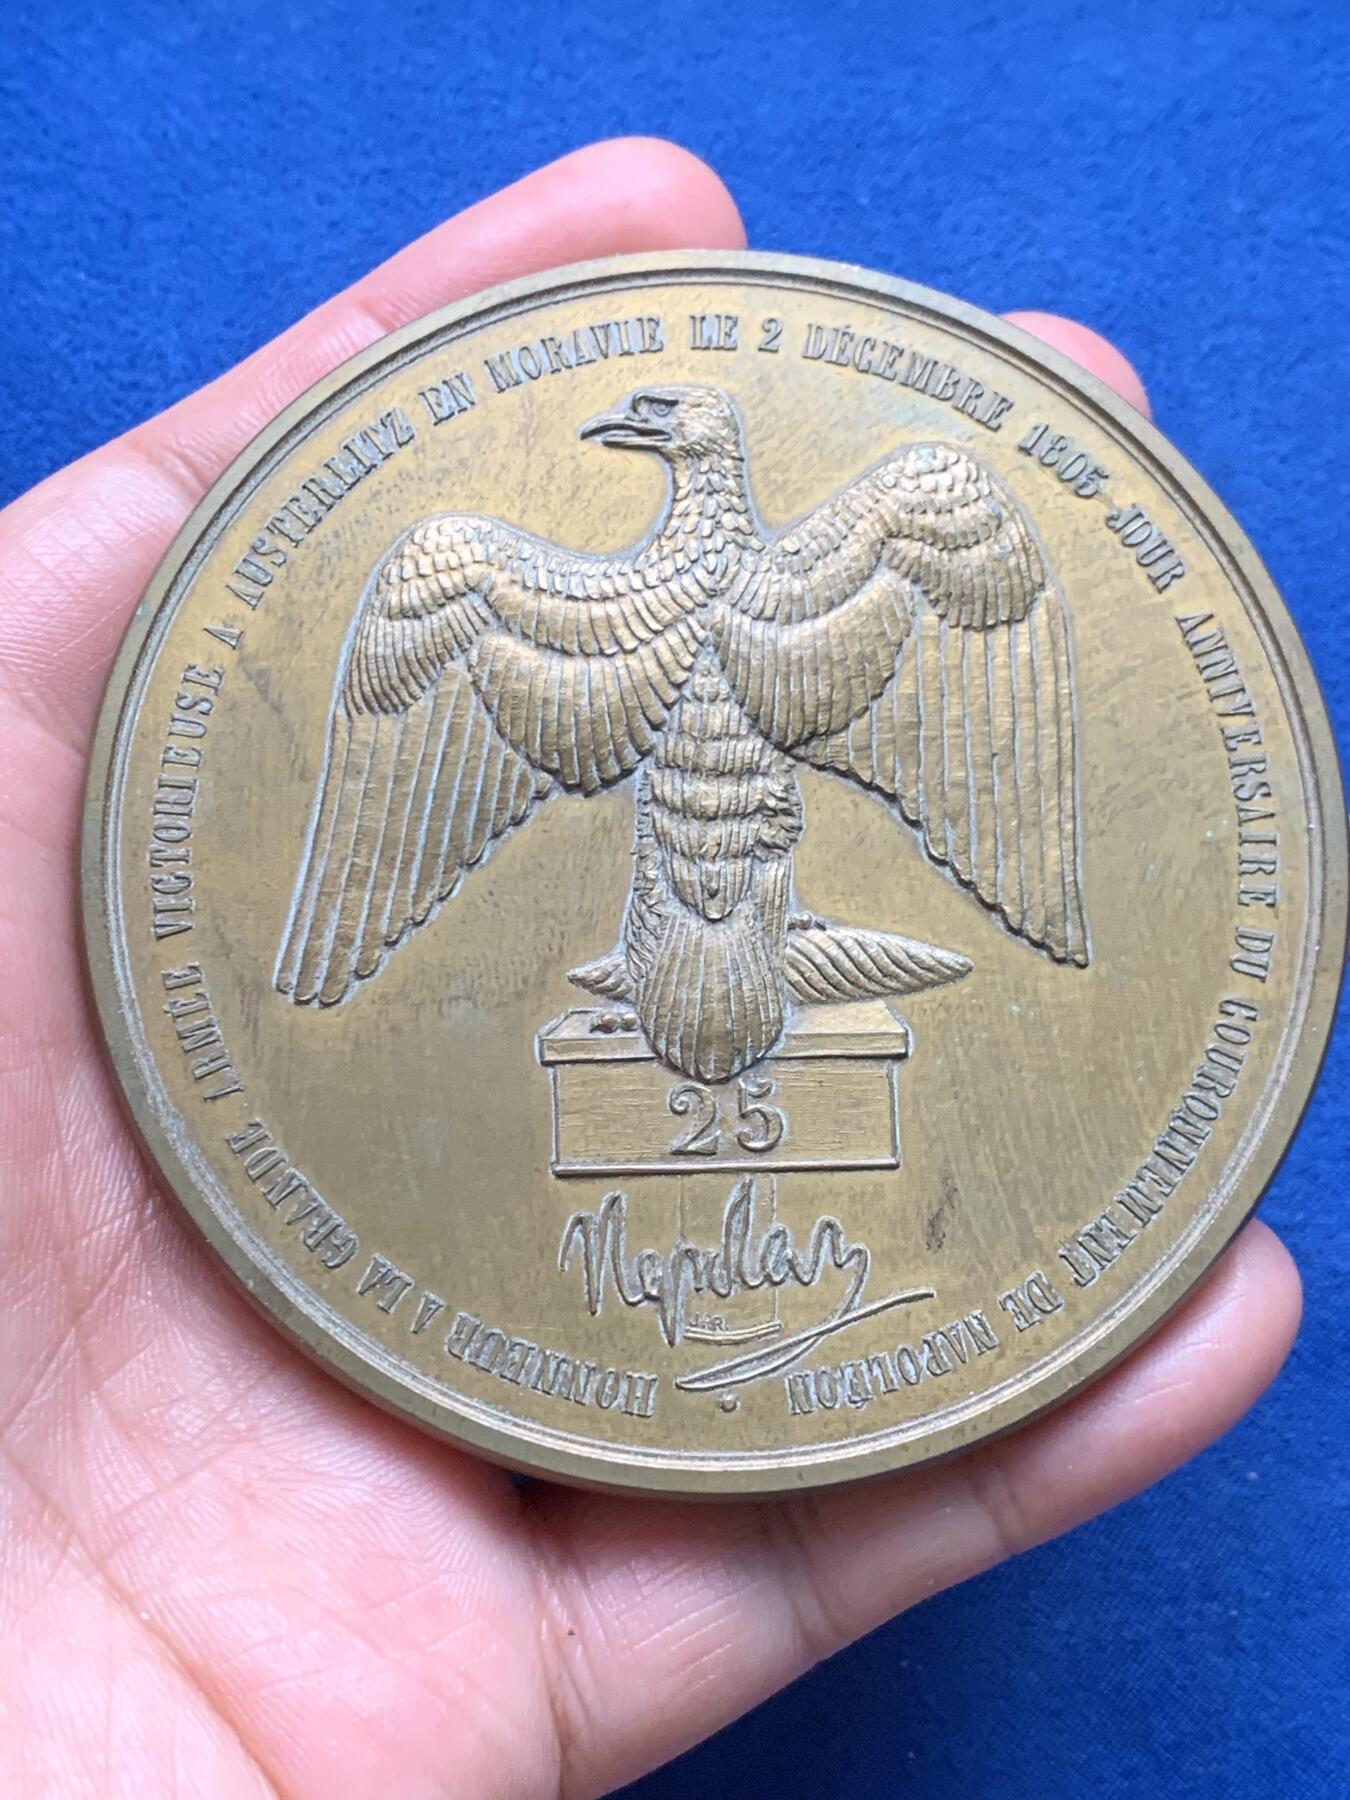 HONNEUR A LA GRANDE ARMÉE VICTORIEUSE A AUSTERLITZ EN MORAVIE LE 2 DÉCEMBRE 1805 JOUR ANNIVERSAIRE DU COURONNEMENT DE NAPOLÉON
25
Napoléon